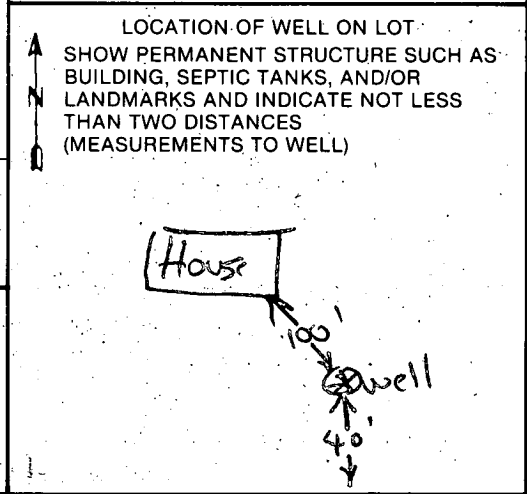 LOCATION OF WELL ON LOT
SHOW PERMANENT STRUCTURE SUCH AS
BUILDING, SEPTIC TANKS, AND/OR
N LANDMARKS AND INDICATE NOT LESS
THAN TWO DISTANCES
(MEASUREMENTS TO WELL)
House
100'
well
40'